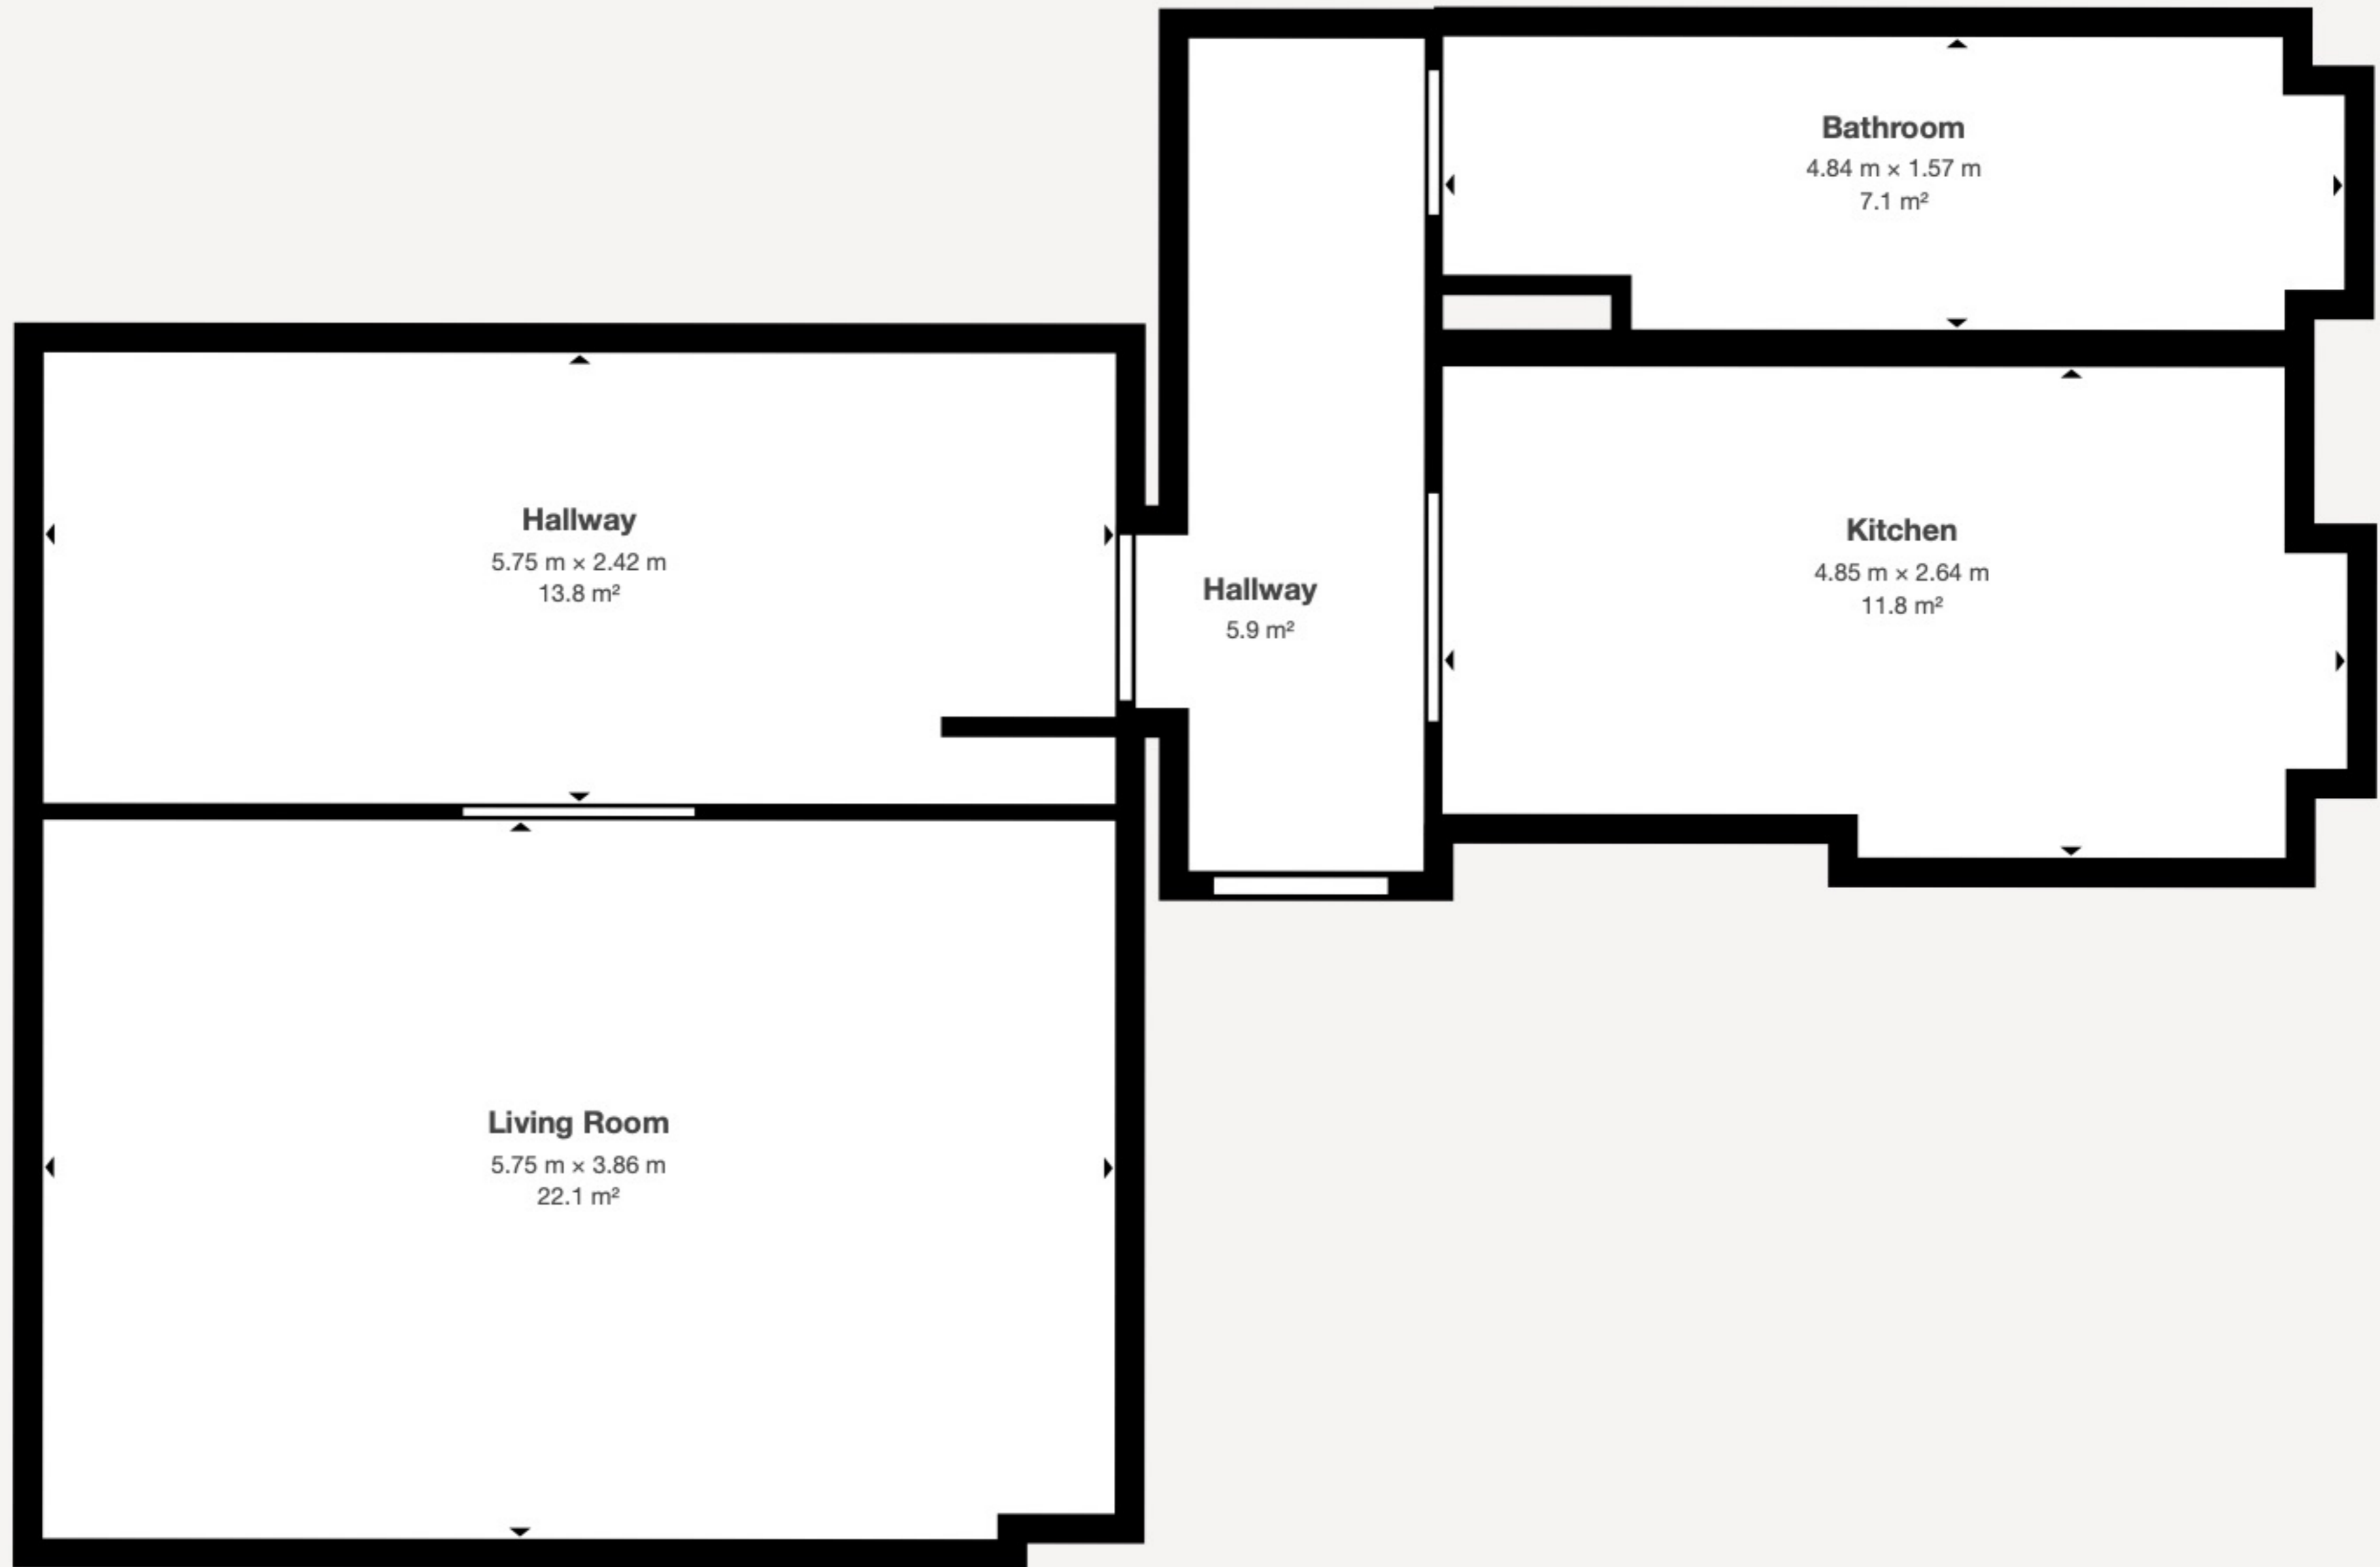 Bathroom
4.84 m × 1.57 m
7.1 m²
Hallway
5.75 m × 2.42 m
13.8 m²
Hallway
5.9 m²
Kitchen
4.85 m × 2.64 m
11.8 m²
Living Room
5.75 m × 3.86 m
22.1 m²